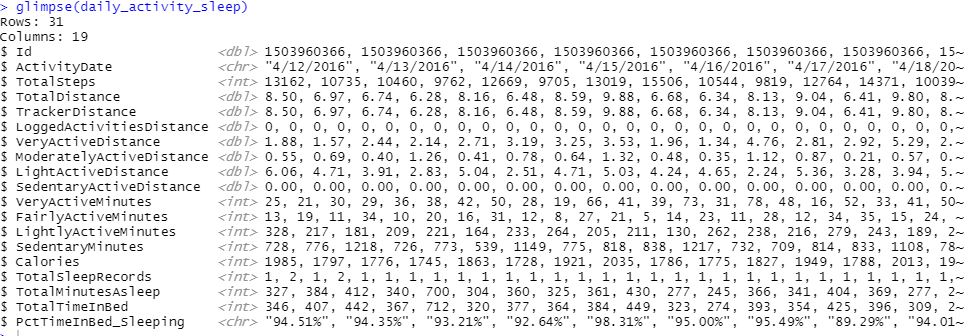 > glimpse(daily_activity_sleep)
Rows: 31
Columns: 19
$ Id <dbl> 1503960366, 1503960366, 1503960366, 1503960366, 1503960366, 1503960366, 1503960366, 15~
$ ActivityDate <chr> "4/12/2016", "4/13/2016", "4/14/2016", "4/15/2016", "4/16/2016", "4/17/2016", "4/18/20~
$ TotalSteps <int> 13162, 10735, 10460, 9762, 12669, 9705, 13019, 15506, 10544, 9819, 12764, 14371, 10039~
$ TotalDistance <dbl> 8.50, 6.97, 6.74, 6.28, 8.16, 6.48, 8.59, 9.88, 6.68, 6.34, 8.13, 9.04, 6.41, 9.80, 8.~
$ TrackerDistance <dbl> 8.50, 6.97, 6.74, 6.28, 8.16, 6.48, 8.59, 9.88, 6.68, 6.34, 8.13, 9.04, 6.41, 9.80, 8.~
$ LoggedActivitiesDistance <dbl> 0, 0, 0, 0, 0, 0, 0, 0, 0, 0, 0, 0, 0, 0, 0, 0, 0, 0, 0, 0, 0, 0, 0, 0, 0, 0, 0, 0, 0,~
$ VeryActiveDistance <dbl> 1.88, 1.57, 2.44, 2.14, 2.71, 3.19, 3.25, 3.53, 1.96, 1.34, 4.76, 2.81, 2.92, 5.29, 2.~
$ ModeratelyActiveDistance <dbl> 0.55, 0.69, 0.40, 1.26, 0.41, 0.78, 0.64, 1.32, 0.48, 0.35, 1.12, 0.87, 0.21, 0.57, 0.~
$ LightActiveDistance <dbl> 6.06, 4.71, 3.91, 2.83, 5.04, 2.51, 4.71, 5.03, 4.24, 4.65, 2.24, 5.36, 3.28, 3.94, 5.~
$ SedentaryActiveDistance <dbl> 0.00, 0.00, 0.00, 0.00, 0.00, 0.00, 0.00, 0.00, 0.00, 0.00, 0.00, 0.00, 0.00, 0.00, 0.~
$ VeryActiveMinutes <int> 25, 21, 30, 29, 36, 38, 42, 50, 28, 19, 66, 41, 39, 73, 31, 78, 48, 16, 52, 33, 41, 50~
$ FairlyActiveMinutes <int> 13, 19, 11, 34, 10, 20, 16, 31, 12, 8, 27, 21, 5, 14, 23, 11, 28, 12, 34, 35, 15, 24, ~
$ LightlyActiveMinutes <int> 328, 217, 181, 209, 221, 164, 233, 264, 205, 211, 130, 262, 238, 216, 279, 243, 189, 2~
$ SedentaryMinutes <int> 728, 776, 1218, 726, 773, 539, 1149, 775, 818, 838, 1217, 732, 709, 814, 833, 1108, 78~
$ Calories <int> 1985, 1797, 1776, 1745, 1863, 1728, 1921, 2035, 1786, 1775, 1827, 1949, 1788, 2013, 19~
$ TotalSleepRecords <int> 1, 2, 1, 2, 1, 1, 1, 1, 1, 1, 1, 1, 1, 1, 1, 1, 1, 1, 1, 1, 1, 1, 1, 1, 1, 1, 1, 1, 1,~
$ TotalMinutesAsleep <int> 327, 384, 412, 340, 700, 304, 360, 325, 361, 430, 277, 245, 366, 341, 404, 369, 277, 2~
$ TotalTimeInBed <int> 346, 407, 442, 367, 712, 320, 377, 364, 384, 449, 323, 274, 393, 354, 425, 396, 309, 2~
$ PctTimeInBed_Sleeping <chr> "94.51%", "94.35%", "93.21%", "92.64%", "98.31%", "95.00%", "95.49%", "89.29%", "94.01~